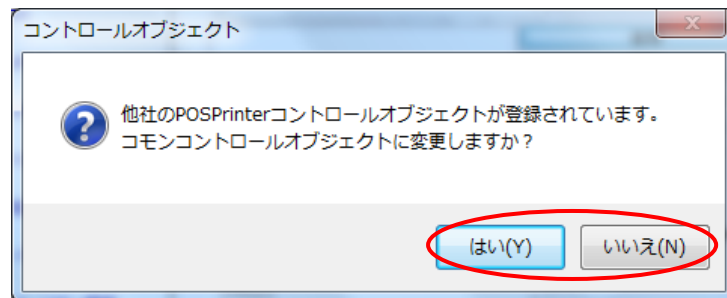 コントロールオブジェクト
他社のPOSPrinterコントロールオブジェクトが登録されています。
コモンコントロールオブジェクトに変更しますか？
はい(Y)
いいえ(N)